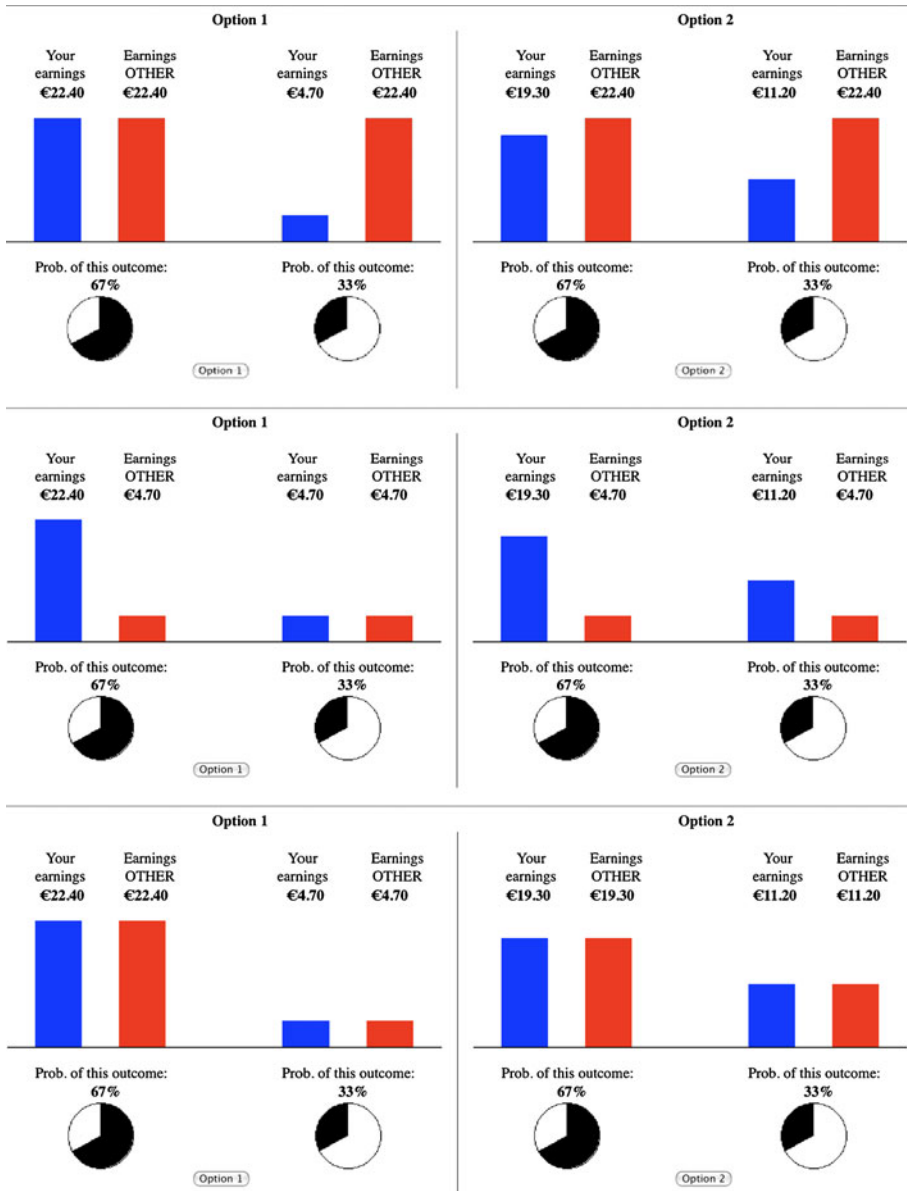 Option 1
Option 2
Your Earnings Your Earnings
earnings OTHER earnings OTHER
€22.40 €22.40 €4.70 €22.40
Your Earnings Your Earnings
earnings OTHER earnings OTHER
€19.30 €22.40 €11.20 €22.40
Prob. of this outcome: Prob. of this outcome:
67% 33%
Prob. of this outcome: Prob. of this outcome:
67% 33%
Option 1
Option 2
Option 1
Option 2
Your Earnings Your Earnings
earnings OTHER earnings OTHER
€22.40 €4.70 €4.70 €4.70
Your Earnings Your Earnings
earnings OTHER earnings OTHER
€19.30 €4.70 €11.20 €4.70
Prob. of this outcome: Prob. of this outcome:
67% 33%
Prob. of this outcome: Prob. of this outcome:
67% 33%
Option 1
Option 2
Option 1
Option 2
Your Earnings Your Earnings
earnings OTHER earnings OTHER
€22.40 €22.40 €4.70 €4.70
Your Earnings Your Earnings
earnings OTHER earnings OTHER
€19.30 €19.30 €11.20 €11.20
Prob. of this outcome: Prob. of this outcome:
67% 33%
Prob. of this outcome: Prob. of this outcome:
67% 33%
Option 1
Option 2